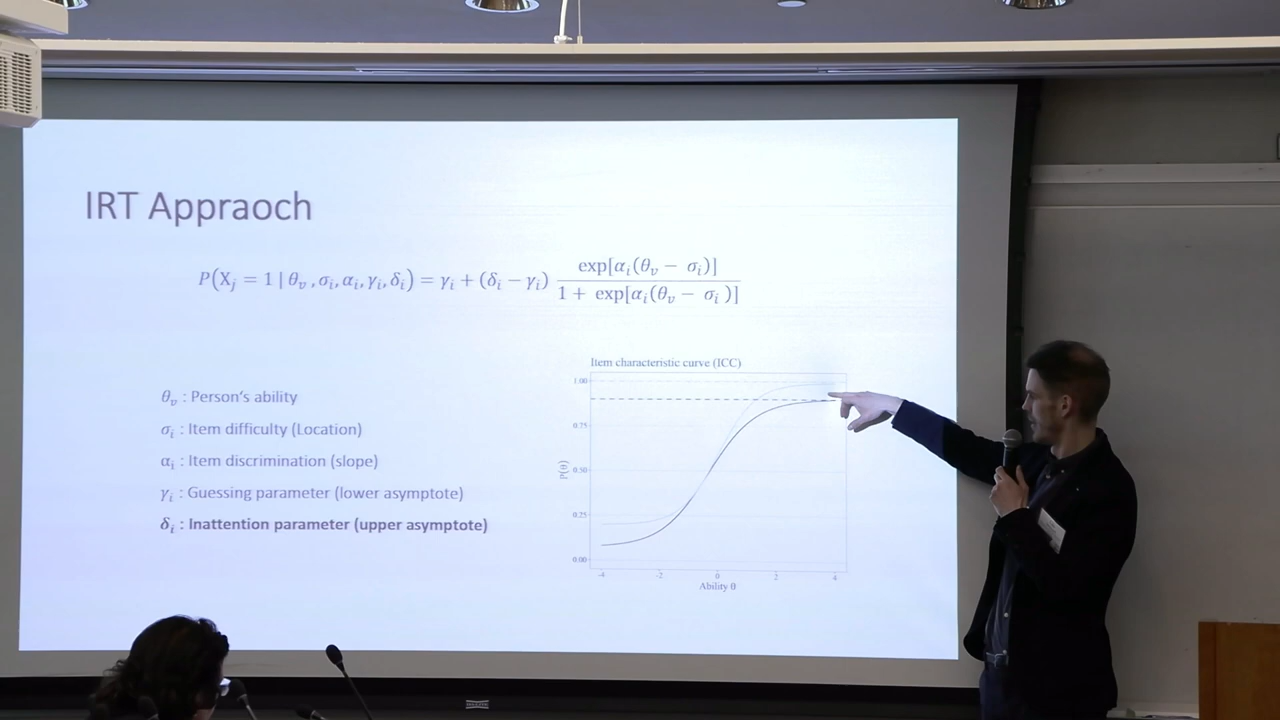 IRT Appraoch
P(Xⱼ = 1 | θᵥ, σᵢ, αᵢ, γᵢ, δᵢ) = γᵢ + (δᵢ − γᵢ) exp[αᵢ(θᵥ − σᵢ)] / 1 + exp[αᵢ(θᵥ − σᵢ)]
θᵥ : Person's ability
σᵢ : Item difficulty (Location)
αᵢ : Item discrimination (slope)
γᵢ : Guessing parameter (lower asymptote)
δᵢ : Inattention parameter (upper asymptote)
Item characteristic curve (ICC)
1.00
0.75
0.50
0.25
0.00
P(θ)
-4 -2 0 2 4
Ability θ